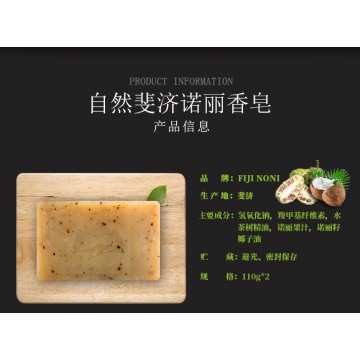 PRODUCT INFORMATION
自然斐济诺丽香皂
产品信息
品 牌：FIJI NONI
生 产 地：斐济
主要成分：氢氧化钠，羧甲基纤维素，水
茶树精油，诺丽果汁，诺丽籽
椰子油
贮 藏：避光，密封保存
规 格：110g*2